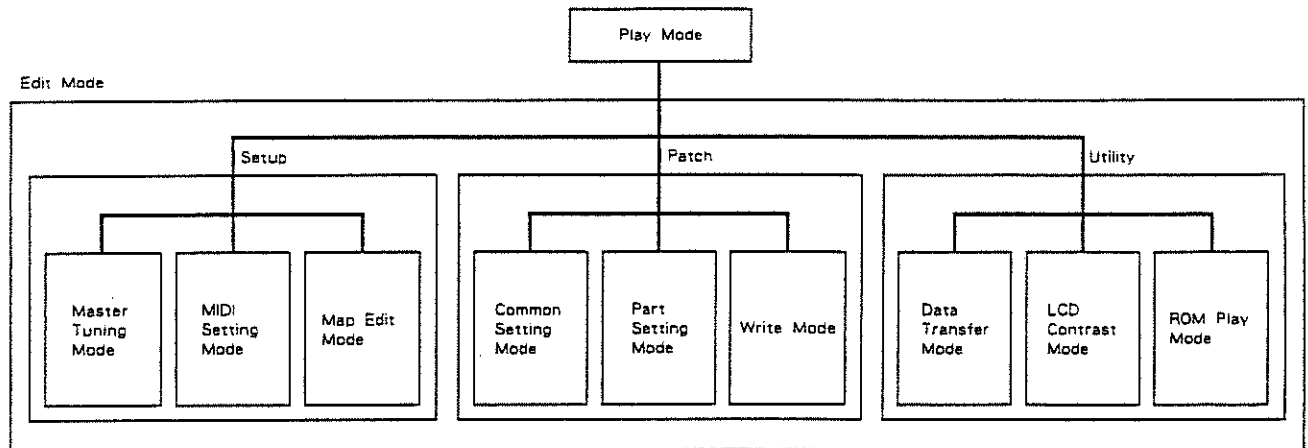 Play Mode
Edit Mode
Setup
Patch
Utility
Master
Tuning
Mode
MIDI
Setting
Mode
Map Edit
Mode
Common
Setting
Mode
Part
Setting
Mode
Write Mode
Data
Transfer
Mode
LCD
Contrast
Mode
ROM Play
Mode